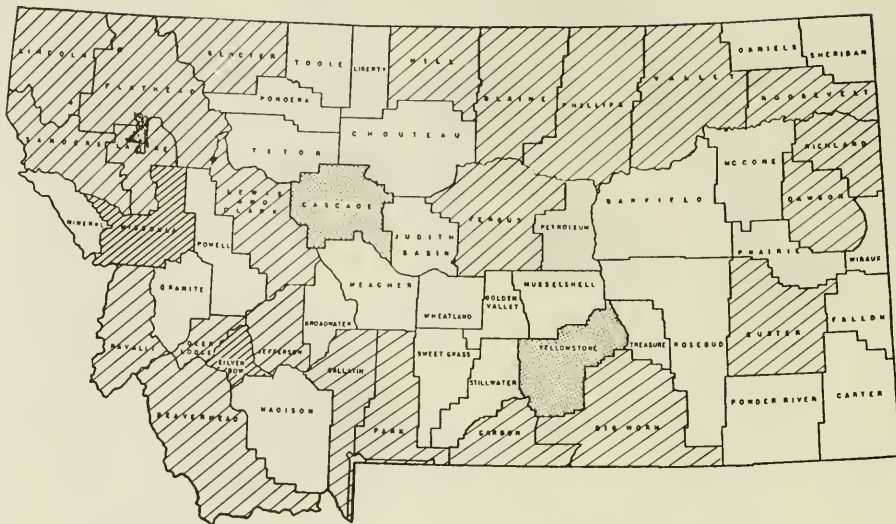 LINCOLN
FLATHEAD
GLACIER
TOOLE
LIBERTY
HILL
BLAINE
PHILLIPS
VALLEY
DANIELS
SHERIDAN
ROOSEVELT
PONDERA
CHOUTEAU
TETON
SANDERS
LAKE
RICHLAND
MC CONE
DAWSON
LEWIS
AND
CLARK
CASCADE
FERGUS
PETROLEUM
GARFIELD
MINERAL
MISSOULA
POWELL
JUDITH
BASIN
PRAIRIE
WIBAUX
GRANITE
MEAGHER
WHEATLAND
GOLDEN
VALLEY
MUSSELSHELL
BROADWATER
CUSTER
FALLON
RAVALLI
DEER
LODGE
SILVER
BOW
JEFFERSON
GALLATIN
SWEET GRASS
YELLOWSTONE
TREASURE
ROSEBUD
STILLWATER
BEAVERHEAD
MADISON
PARK
CARBON
BIG HORN
POWDER RIVER
CARTER